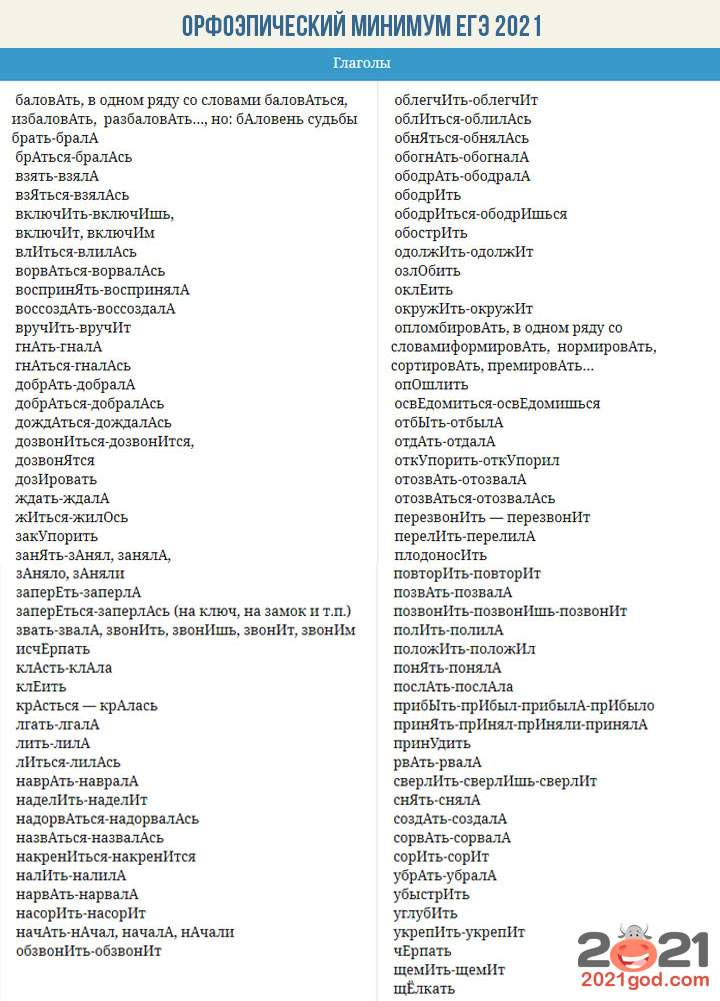 ОРФОЭПИЧЕСКИЙ МИНИМУМ ЕГЭ 2021
Глаголы
баловАть, в одном ряду со словами баловАться,
избаловАть, разбаловАть..., но: бАловень судьбы
брать-бралА
брАться-бралАсь
взять-взялА
взЯться-взялАсь
включИть-включИшь,
включИт, включИм
влИться-влилАсь
ворвАться-ворвалАсь
воспринЯть-воспринялА
воссоздАть-воссоздалА
вручИть-вручИт
гнАть-гналА
гнАться-гналАсь
добрАть-добралА
добрАться-добралАсь
дождАться-дождалАсь
дозвонИться-дозвонИтся,
дозвонЯтся
дозИровать
ждать-ждалА
жИться-жилОсь
закУпорить
занЯть-зАнял, занялА,
зАняло, зАняли
заперЕть-заперлА
заперЕться-заперлАсь (на ключ, на замок и т.п.)
звать-звалА, звонИть, звонИшь, звонИт, звонИм
исчЕрпать
клАсть-клАла
клЕить
крАсться — крАлась
лгать-лгалА
лить-лилА
лИться-лилАсь
наврАть-навралА
наделИть-наделИт
надорвАться-надорвалАсь
назвАться-назвалАсь
накренИться-накренИтся
налИть-налилА
нарвАть-нарвалА
насорИть-насорИт
начАть-нАчал, началА, нАчали
обзвонИть-обзвонИт
облегчИть-облегчИт
облИться-облилАсь
обнЯться-обнялАсь
обогнАть-обогналА
ободрАть-ободралА
ободрИть
ободрИться-ободрИшься
обострИть
одолжИть-одолжИт
озлОбить
оклЕить
окружИть-окружИт
опломбировАть, в одном ряду со
словамиформировАть, нормировАть,
сортировАть, премировАть...
опОшлить
освЕдомиться-освЕдомишься
отбЫть-отбылА
отдАть-отдалА
откУпорить-откУпорил
отозвАть-отозвалА
отозвАться-отозвалАсь
перезвонИть — перезвонИт
перелИть-перелилА
плодоносИть
повторИть-повторИт
позвАть-позвалА
позвонИть-позвонИшь-позвонИт
полИть-полилА
положИть-положИл
понЯть-понялА
послАть-послАла
прибЫть-прИбыл-прибылА-прИбыло
принЯть-прИнял-прИняли-принялА
принУдить
рвАть-рвалА
сверлИть-сверлИшь-сверлИт
снЯть-снялА
создАть-создалА
сорвАть-сорвалА
сорИть-сорИт
убрАть-убралА
убыстрИть
углубИть
укрепИть-укрепИт
чЕрпать
щемИть-щемИт
щЁлкать
2021
2021god.com